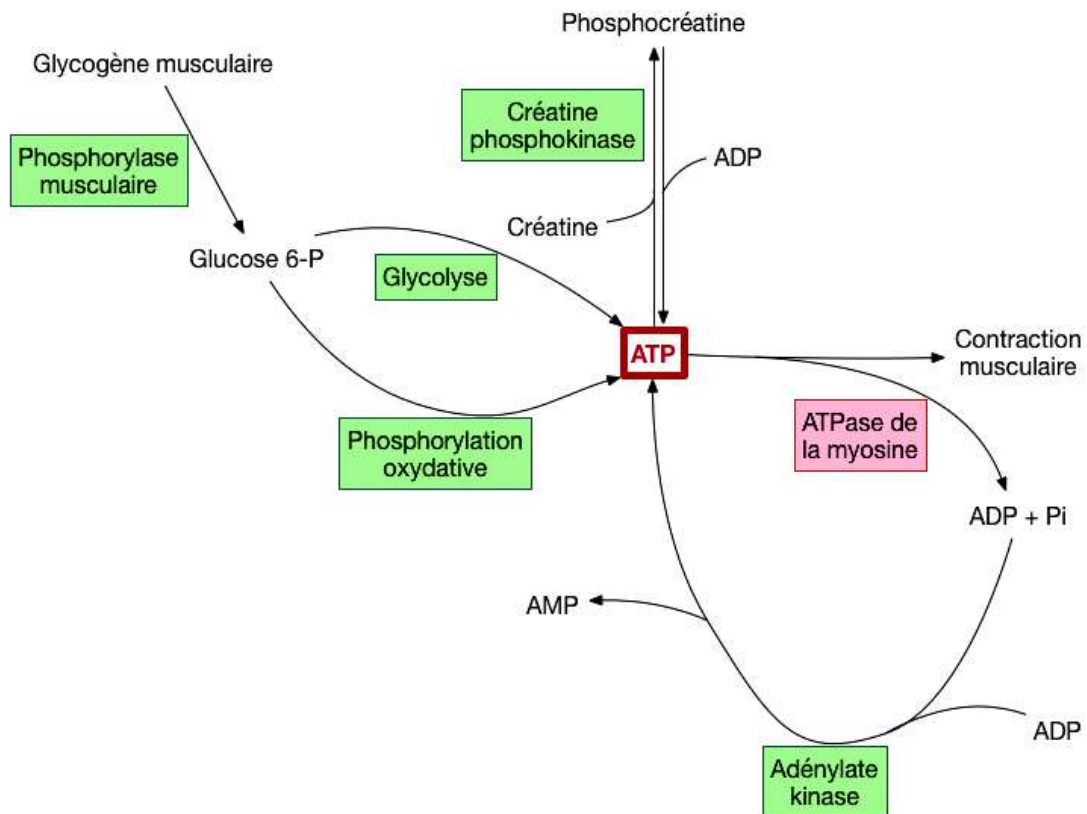 Phosphocréatine
Glycogène musculaire
Créatine
phosphokinase
Phosphorylase
musculaire
ADP
Créatine
Glucose 6-P
Glycolyse
ATP
Contraction
musculaire
ATPase de
la myosine
Phosphorylation
oxydative
ADP + Pi
AMP
ADP
Adénylate
kinase